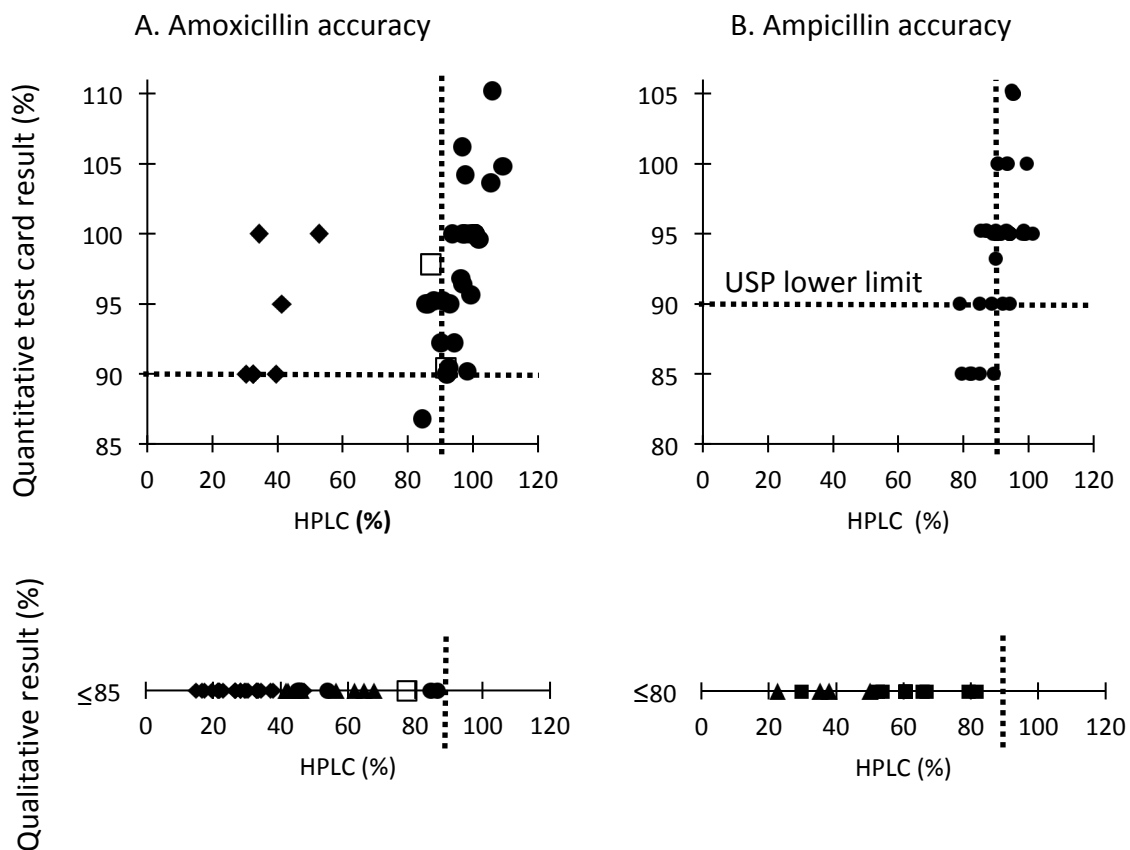 A. Amoxicillin accuracy
B. Ampicillin accuracy
Quantitative test card result (%)
110
105
100
95
90
85
0 20 40 60 80 100 120
HPLC (%)
105
100
95
90
85
80
USP lower limit
0 20 40 60 80 100 120
HPLC (%)
Qualitative result (%)
≤85
0 20 40 60 80 100 120
HPLC (%)
≤80
0 20 40 60 80 100 120
HPLC (%)